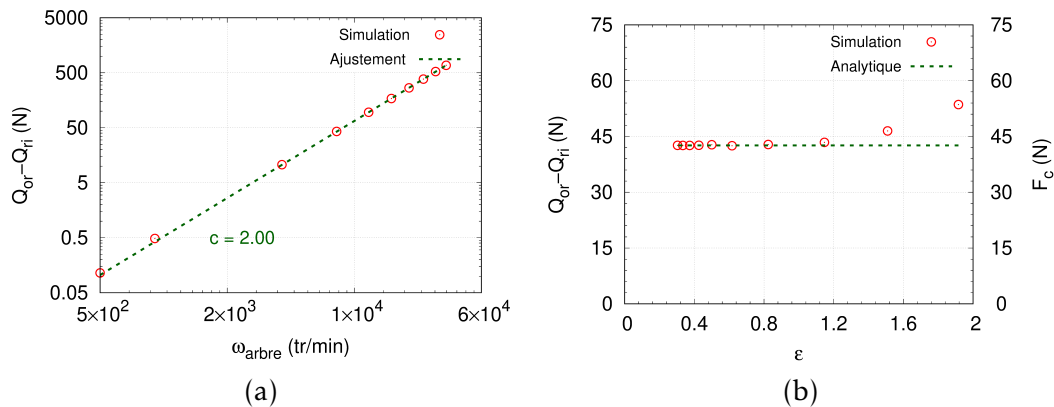 5000
500
50
5
0.5
0.05
Q_or−Q_ri (N)
Simulation
Ajustement
c = 2.00
5×10²
2×10³
1×10⁴
6×10⁴
ω_arbre (tr/min)
(a)
75
60
45
30
15
0
Q_or−Q_ri (N)
Simulation
Analytique
75
60
45
30
15
0
F_c (N)
0
0.4
0.8
1.2
1.6
2
ε
(b)